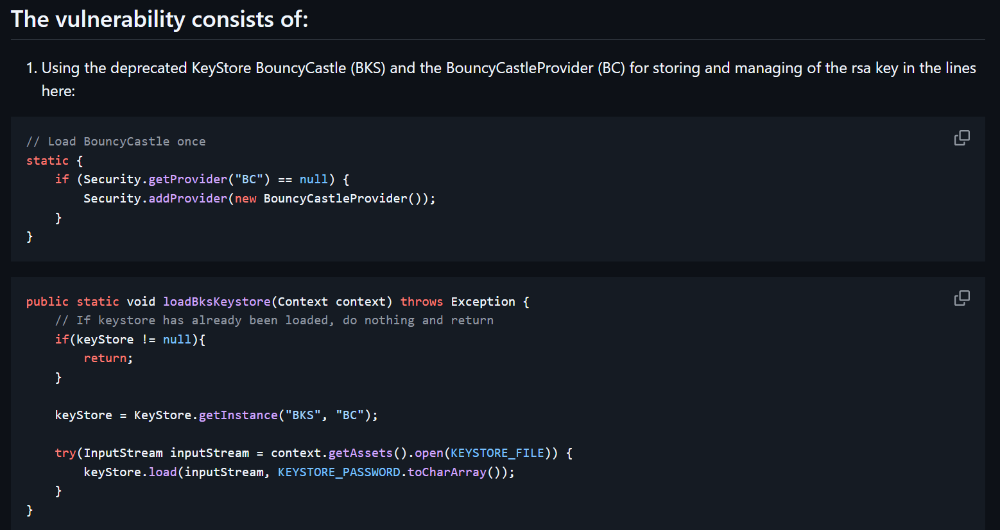 The vulnerability consists of:
1. Using the deprecated KeyStore BouncyCastle (BKS) and the BouncyCastleProvider (BC) for storing and managing of the rsa key in the lines
here:
// Load BouncyCastle once
static {
    if (Security.getProvider("BC") == null) {
        Security.addProvider(new BouncyCastleProvider());
    }
}
public static void loadBksKeystore(Context context) throws Exception {
    // If keystore has already been loaded, do nothing and return
    if(keyStore != null){
        return;
    }
    keyStore = KeyStore.getInstance("BKS", "BC");
    try(InputStream inputStream = context.getAssets().open(KEYSTORE_FILE)) {
        keyStore.load(inputStream, KEYSTORE_PASSWORD.toCharArray());
    }
}